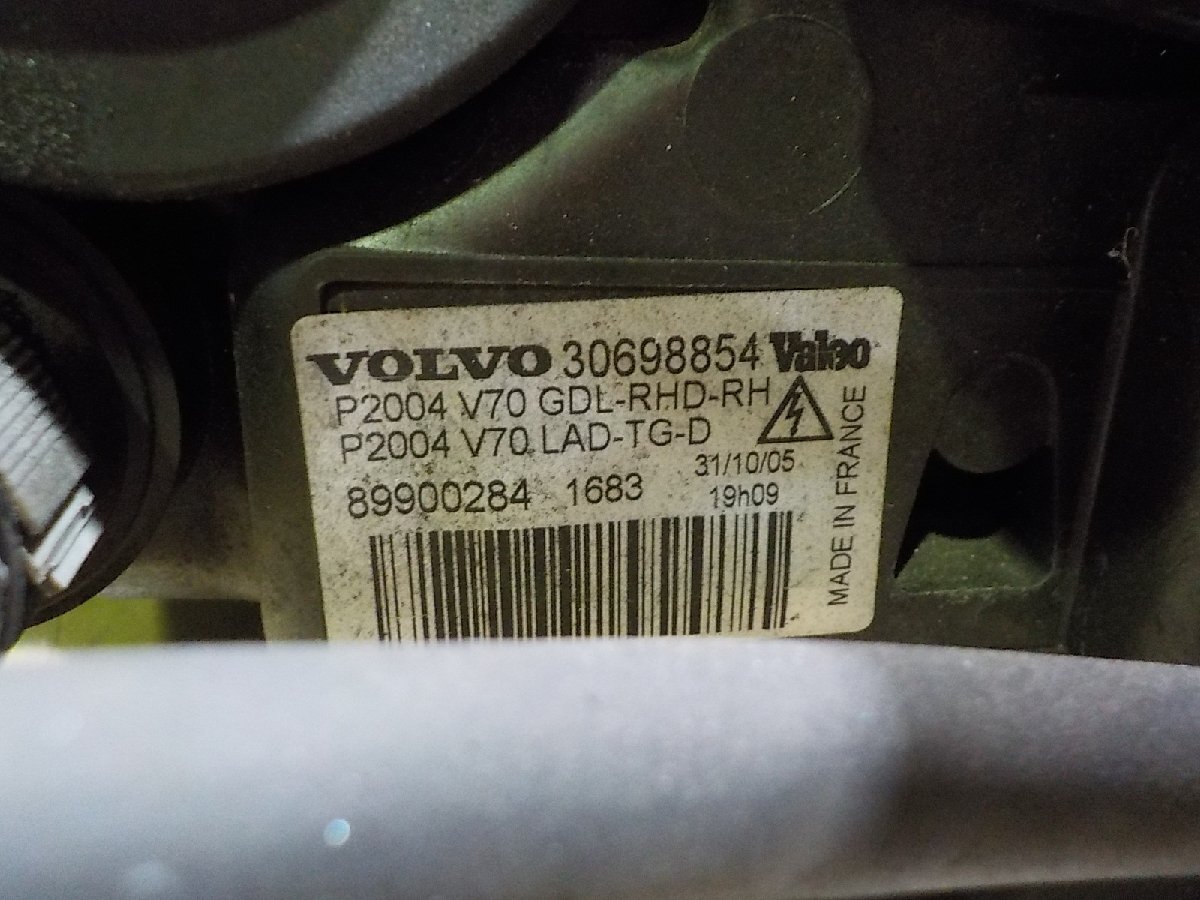 VOLVO 30698854 Valeo
P2004 V70 GDL-RHD-RH
P2004 V70 LAD-TG-D
89900284 1683 31/10/05
19h09
MADE IN FRANCE